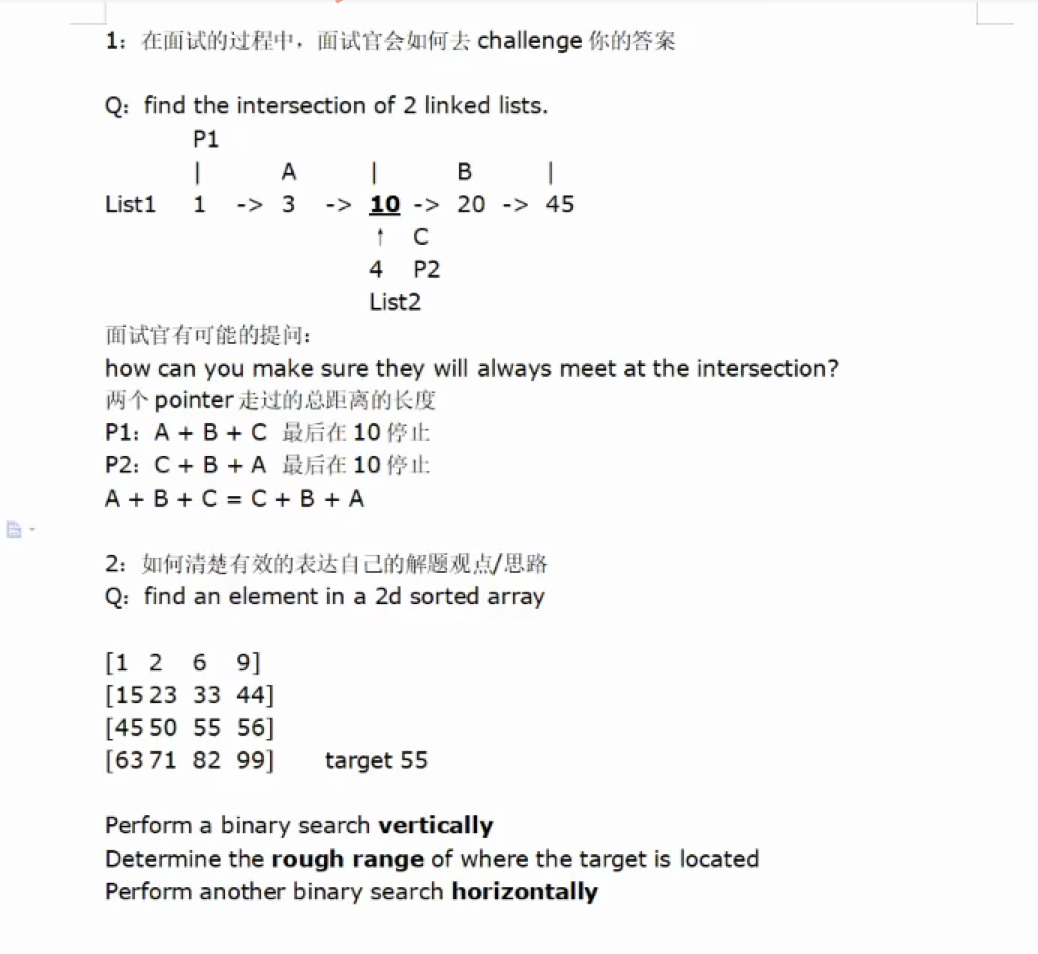 1：在面试的过程中，面试官会如何去 challenge 你的答案
Q：find the intersection of 2 linked lists.
P1
| A | B |
List1 1 -> 3 -> 10 -> 20 -> 45
↑ C
4 P2
List2
面试官有可能的提问：
how can you make sure they will always meet at the intersection?
两个 pointer 走过的总距离的长度
P1：A + B + C 最后在 10 停止
P2：C + B + A 最后在 10 停止
A + B + C = C + B + A
2：如何清楚有效的表达自己的解题观点/思路
Q：find an element in a 2d sorted array
[1 2 6 9]
[15 23 33 44]
[45 50 55 56]
[63 71 82 99] target 55
Perform a binary search vertically
Determine the rough range of where the target is located
Perform another binary search horizontally